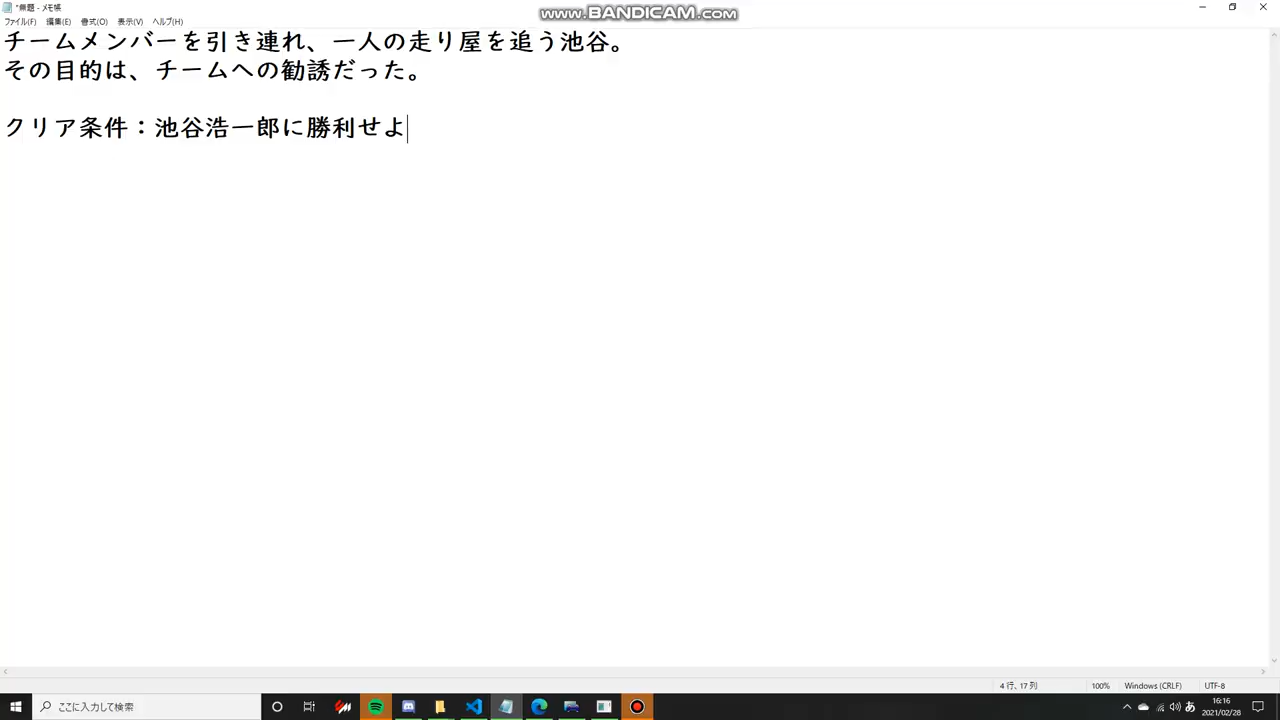 *無題 - メモ帳
www.BANDICAM.com
ファイル(F) 編集(E) 書式(O) 表示(V) ヘルプ(H)
チームメンバーを引き連れ、一人の走り屋を追う池谷。
その目的は、チームへの勧誘だった。
クリア条件：池谷浩一郎に勝利せよ
4 行、17 列 100% Windows (CRLF) UTF-8
ここに入力して検索
あ
16:16
2021/02/28